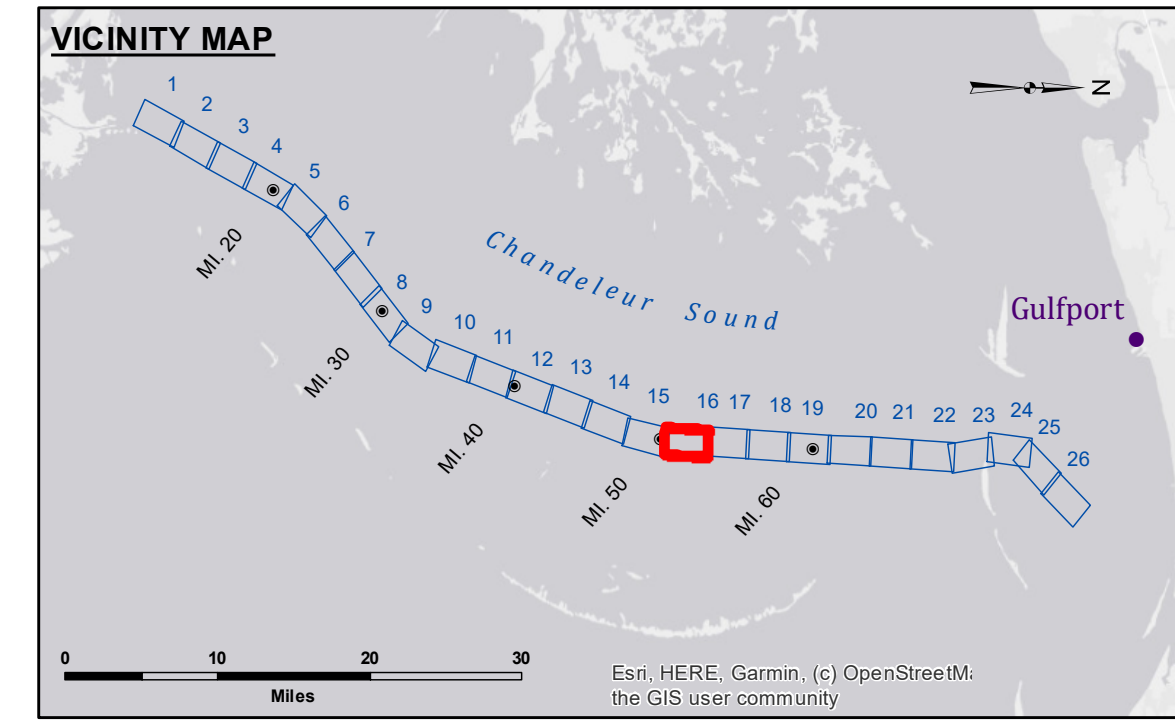 VICINITY MAP
N
1
2
3
4
5
6
7
8
9
10
11
12
13
14
15
16
17
18
19
20
21
22
23
24
25
26
MI. 20
MI. 30
MI. 40
MI. 50
MI. 60
Chandeleur Sound
Gulfport
0 10 20 30
Miles
Esri, HERE, Garmin, (c) OpenStreetMa
the GIS user community